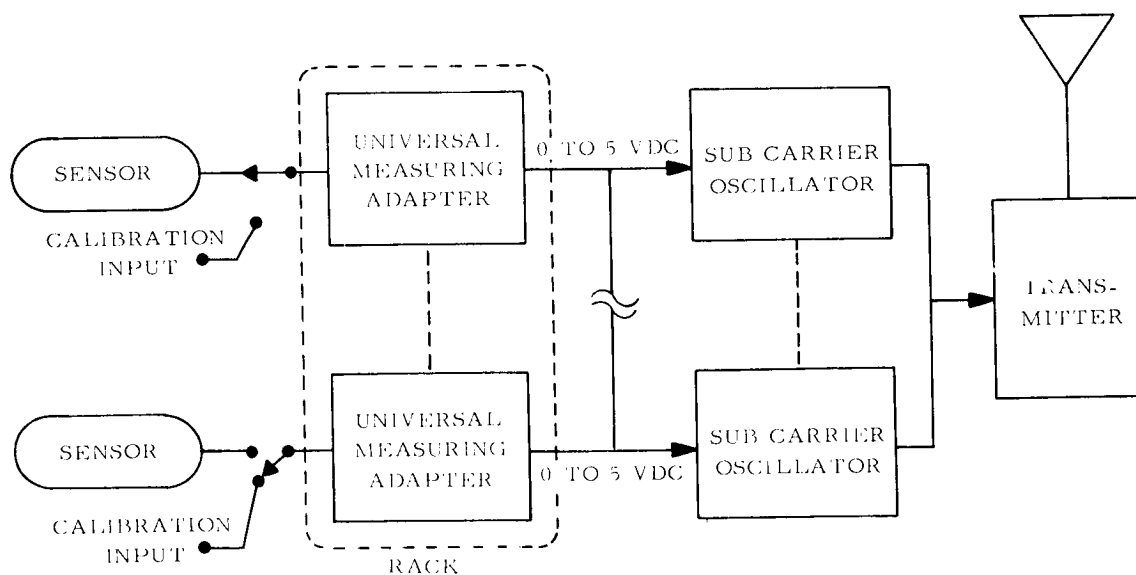 SENSOR
CALIBRATION
INPUT
UNIVERSAL
MEASURING
ADAPTER
0 TO 5 VDC
SUB CARRIER
OSCILLATOR
TRANS-
MITTER
SENSOR
CALIBRATION
INPUT
UNIVERSAL
MEASURING
ADAPTER
0 TO 5 VDC
SUB CARRIER
OSCILLATOR
RACK